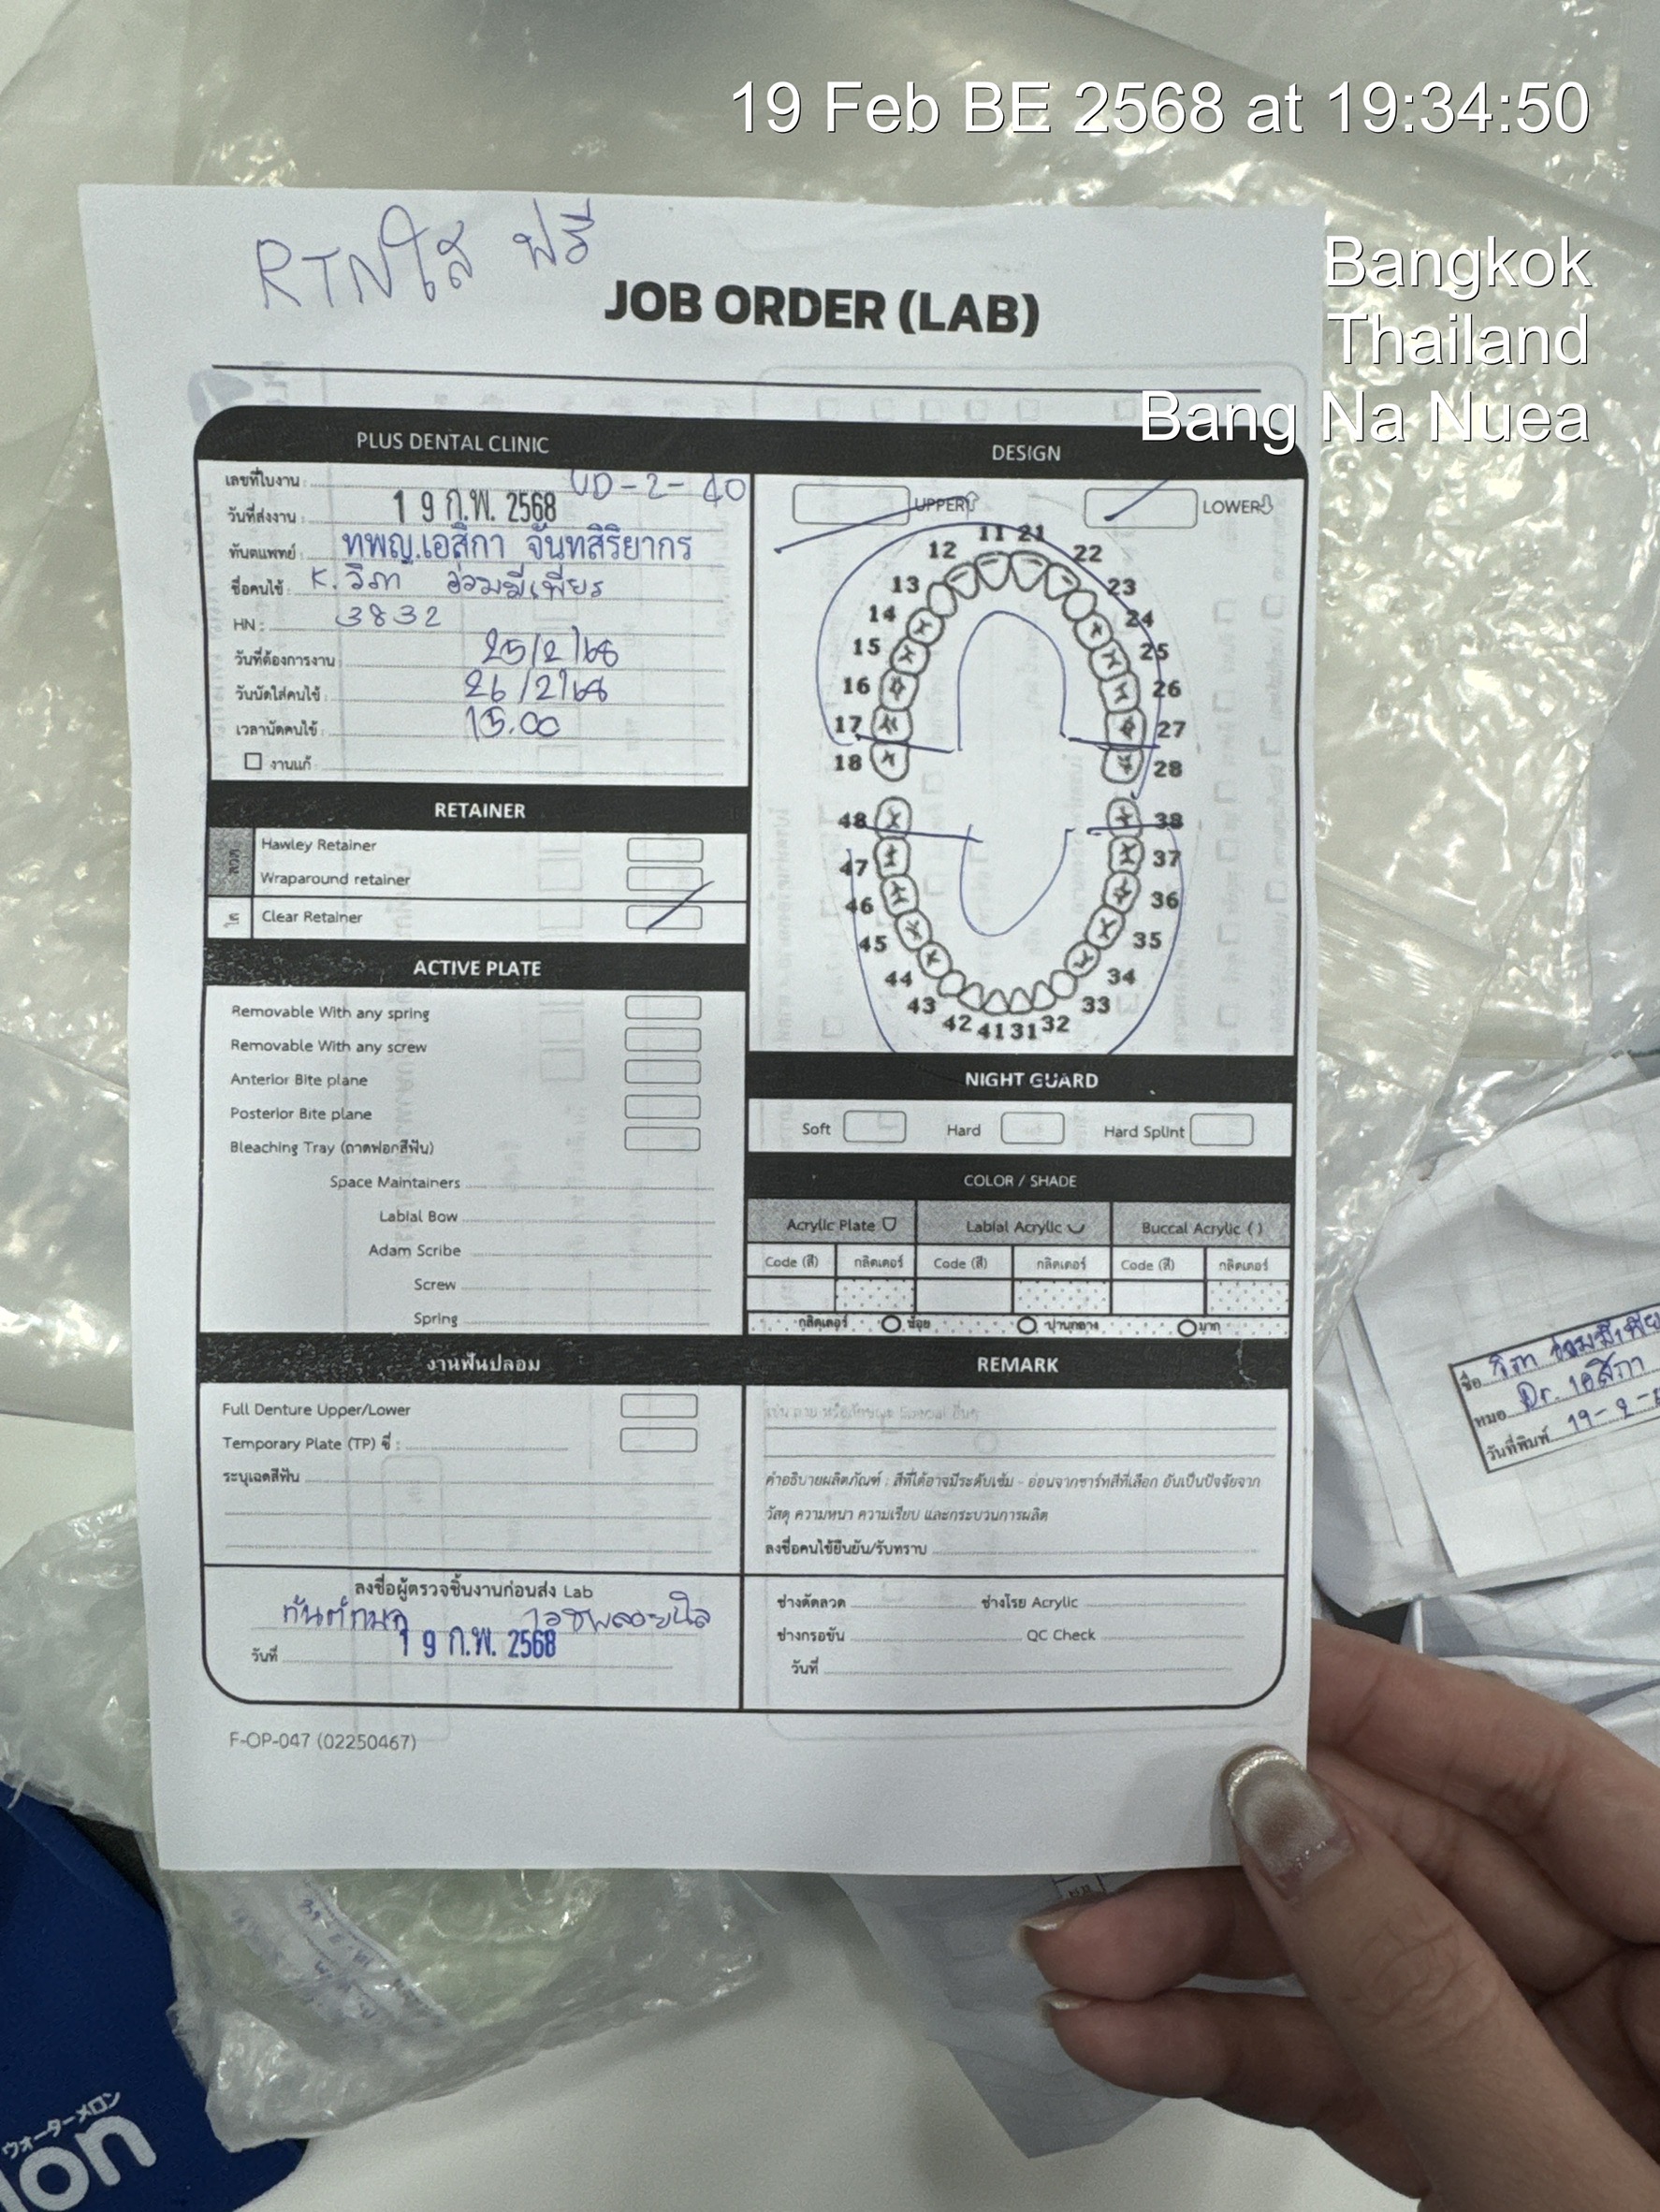 19 Feb BE 2568 at 19:34:50
Bangkok
Thailand
Bang Na Nuea
RTNใส ฟรี
JOB ORDER (LAB)
PLUS DENTAL CLINIC
เลขที่ใบงาน : UD-2-40
วันที่ส่งงาน : 19 ก.พ. 2568
ทันตแพทย์ : ทพญ.เอสิกา จันทสิริยากร
ชื่อคนไข้ : K. วิภา อ่วมมีเพียร
HN : 3832
วันที่ต้องการงาน : 25/2/68
วันนัดใส่คนไข้ : 26/2/68
เวลานัดคนไข้ : 15.00
งานแก้
RETAINER
ลวด
Hawley Retainer
Wraparound retainer
ใส
Clear Retainer
ACTIVE PLATE
Removable With any spring
Removable With any screw
Anterior Bite plane
Posterior Bite plane
Bleaching Tray (ถาดฟอกสีฟัน)
Space Maintainers
Labial Bow
Adam Scribe
Screw
Spring
งานฟันปลอม
Full Denture Upper/Lower
Temporary Plate (TP) ซี่ :
ระบุเฉดสีฟัน
ลงชื่อผู้ตรวจชิ้นงานก่อนส่ง Lab
วันที่ 19 ก.พ. 2568
DESIGN
UPPER
LOWER
11 21
12 22
13 23
14 24
15 25
16 26
17 27
18 28
48 38
47 37
46 36
45 35
44 34
43 33
42 41 31 32
NIGHT GUARD
Soft Hard Hard Splint
COLOR / SHADE
Acrylic Plate Labial Acrylic Buccal Acrylic ( )
Code (สี) กลิตเตอร์ Code (สี) กลิตเตอร์ Code (สี) กลิตเตอร์
กลิตเตอร์ น้อย ปานกลาง มาก
REMARK
คำอธิบายผลิตภัณฑ์ : สีที่ได้อาจมีระดับเข้ม - อ่อนจากชาร์ทสีที่เลือก อันเป็นปัจจัยจาก
วัสดุ ความหนา ความเรียบ และกระบวนการผลิต
ลงชื่อคนไข้ยืนยัน/รับทราบ
ช่างดัดลวด ช่างโรย Acrylic
ช่างกรอขัน QC Check
วันที่
F-OP-047 (02250467)
ชื่อ วิภา อ่วมมีเพีย
หมอ Dr. เอสิกา
วันที่พิมพ์ 19-2-
ウォーターメロン
lon